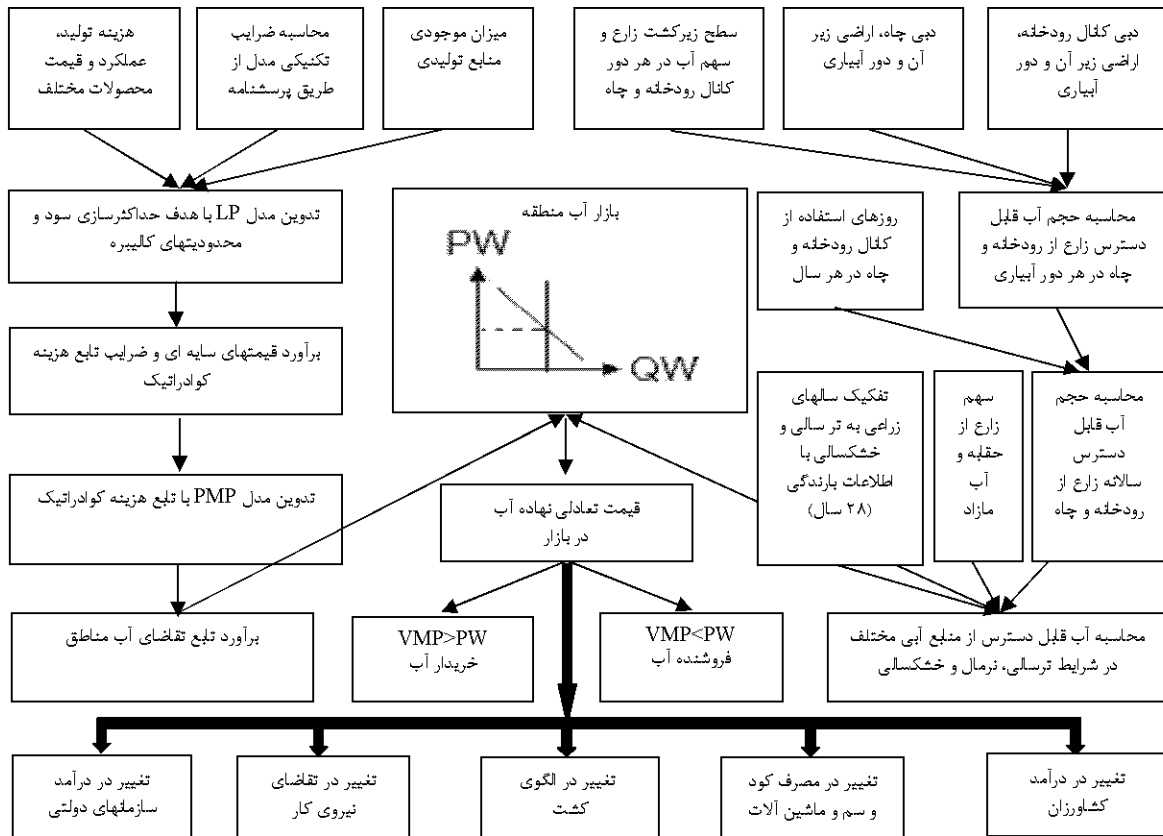 دبی کانال رودخانه،
اراضی زیر آن و دور
آبیاری
دبی چاه، اراضی زیر
آن و دور آبیاری
سطح زیرکشت زارع و
سهم آب در هر دور
کانال رودخانه و چاه
میزان موجودی
منابع تولیدی
محاسبه ضرایب
تکنیکی مدل از
طریق پرسشنامه
هزینه تولید،
عملکرد و قیمت
محصولات مختلف
محاسبه حجم آب قابل
دسترس زارع از رودخانه و
چاه در هر دور آبیاری
روزهای استفاده از
کانال رودخانه و
چاه در هر سال
بازار آب منطقه
PW
QW
تدوین مدل LP با هدف حداکثرسازی سود و
محدودیتهای کالیبره
برآورد قیمتهای سایه ای و ضرایب تابع هزینه
کوادراتیک
محاسبه حجم
آب قابل
دسترس
سالانه زارع از
رودخانه و چاه
سهم
زارع از
حقابه و
آب
مازاد
تفکیک سالهای
زراعی به تر سالی و
خشکسالی با
اطلاعات بارندگی
(۲۸ سال)
قیمت تعادلی نهاده آب
در بازار
تدوین مدل PMP با تابع هزینه کوادراتیک
محاسبه آب قابل دسترس از منابع آبی مختلف
در شرایط ترسالی، نرمال و خشکسالی
VMP<PW
فروشنده آب
VMP>PW
خریدار آب
برآورد تابع تقاضای آب مناطق
تغییر در درآمد
کشاورزان
تغییر در مصرف کود
و سم و ماشین آلات
تغییر در الگوی
کشت
تغییر در تقاضای
نیروی کار
تغییر در درآمد
سازمانهای دولتی